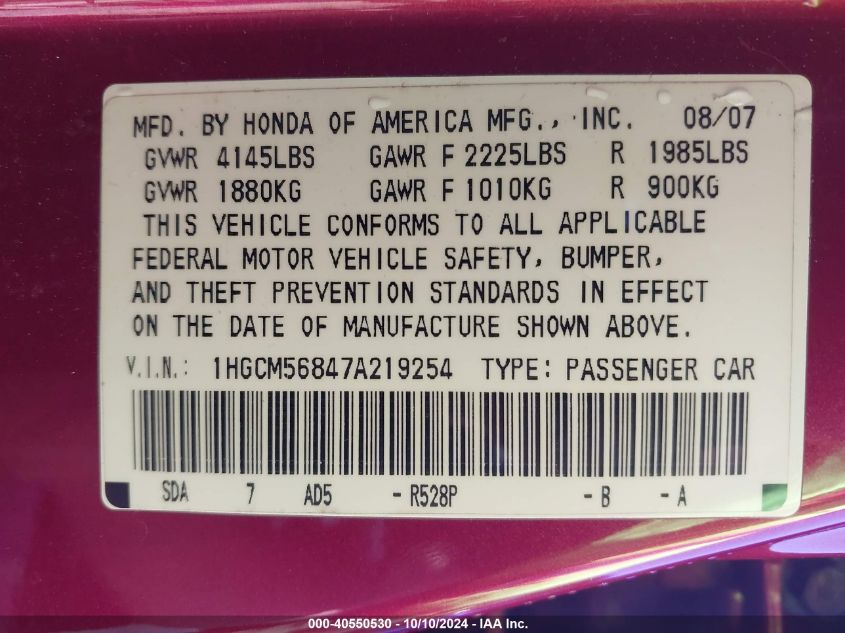 MFD. BY HONDA OF AMERICA MFG., INC. 08/07
GVWR 4145LBS GAWR F 2225LBS R 1985LBS
GVWR 1880KG GAWR F 1010KG R 900KG
THIS VEHICLE CONFORMS TO ALL APPLICABLE
FEDERAL MOTOR VEHICLE SAFETY, BUMPER,
AND THEFT PREVENTION STANDARDS IN EFFECT
ON THE DATE OF MANUFACTURE SHOWN ABOVE.
V.I.N.: 1HGCM56847A219254 TYPE: PASSENGER CAR
SDA 7 AD5 - R528P - B - A
000-40550530 - 10/10/2024 - IAA Inc.